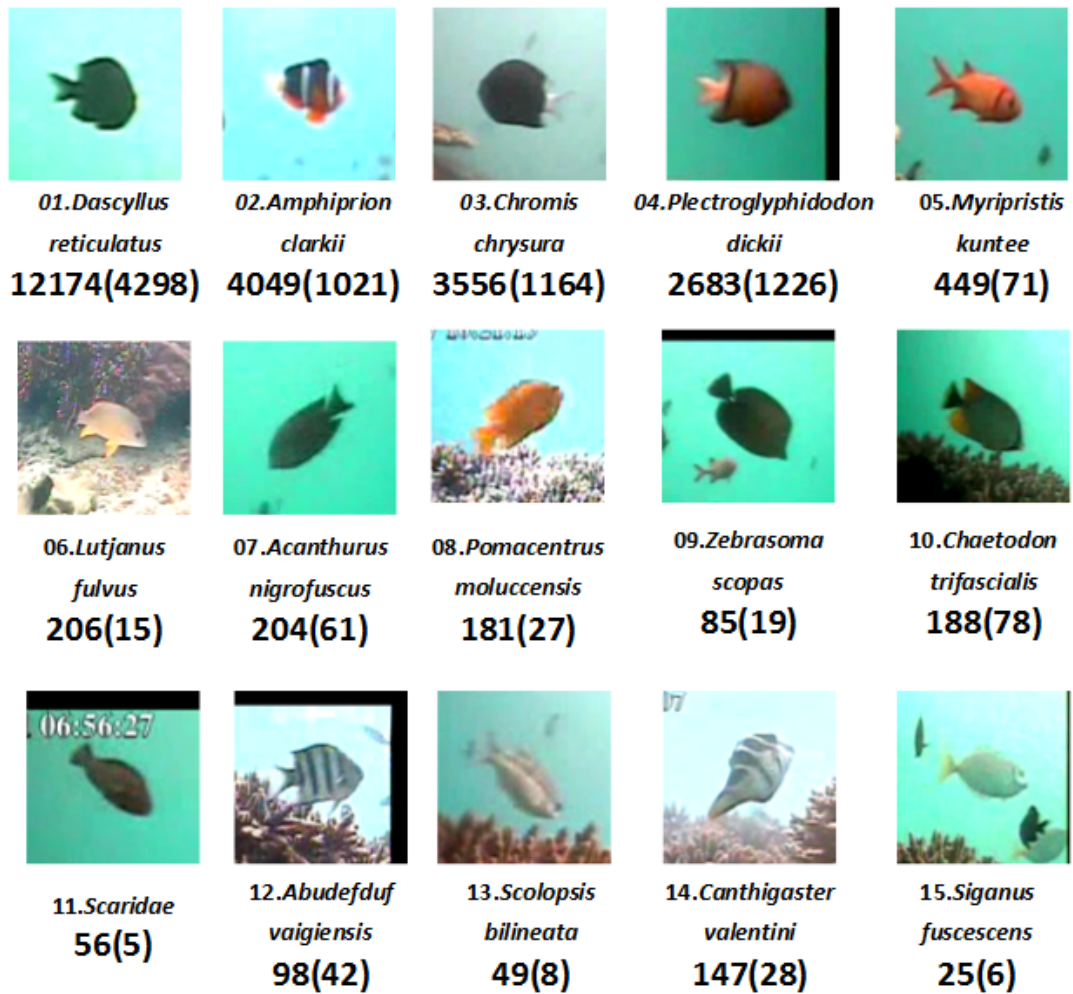 01.Dascyllus
reticulatus
12174(4298)
02.Amphiprion
clarkii
4049(1021)
03.Chromis
chrysura
3556(1164)
04.Plectroglyphidodon
dickii
2683(1226)
05.Myripristis
kuntee
449(71)
06.Lutjanus
fulvus
206(15)
07.Acanthurus
nigrofuscus
204(61)
08.Pomacentrus
moluccensis
181(27)
09.Zebrasoma
scopas
85(19)
10.Chaetodon
trifascialis
188(78)
06:56:27
11.Scaridae
56(5)
12.Abudefduf
vaigiensis
98(42)
13.Scolopsis
bilineata
49(8)
07
14.Canthigaster
valentini
147(28)
15.Siganus
fuscescens
25(6)